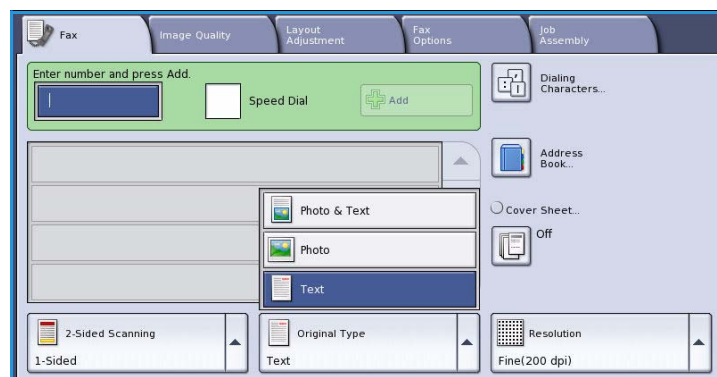 Fax
Image Quality
Layout
Adjustment
Fax
Options
Job
Assembly
Enter number and press Add.
Speed Dial
Add
Dialing
Characters...
Address
Book...
Cover Sheet...
Off
Photo & Text
Photo
Text
2-Sided Scanning
1-Sided
Original Type
Text
Resolution
Fine(200 dpi)